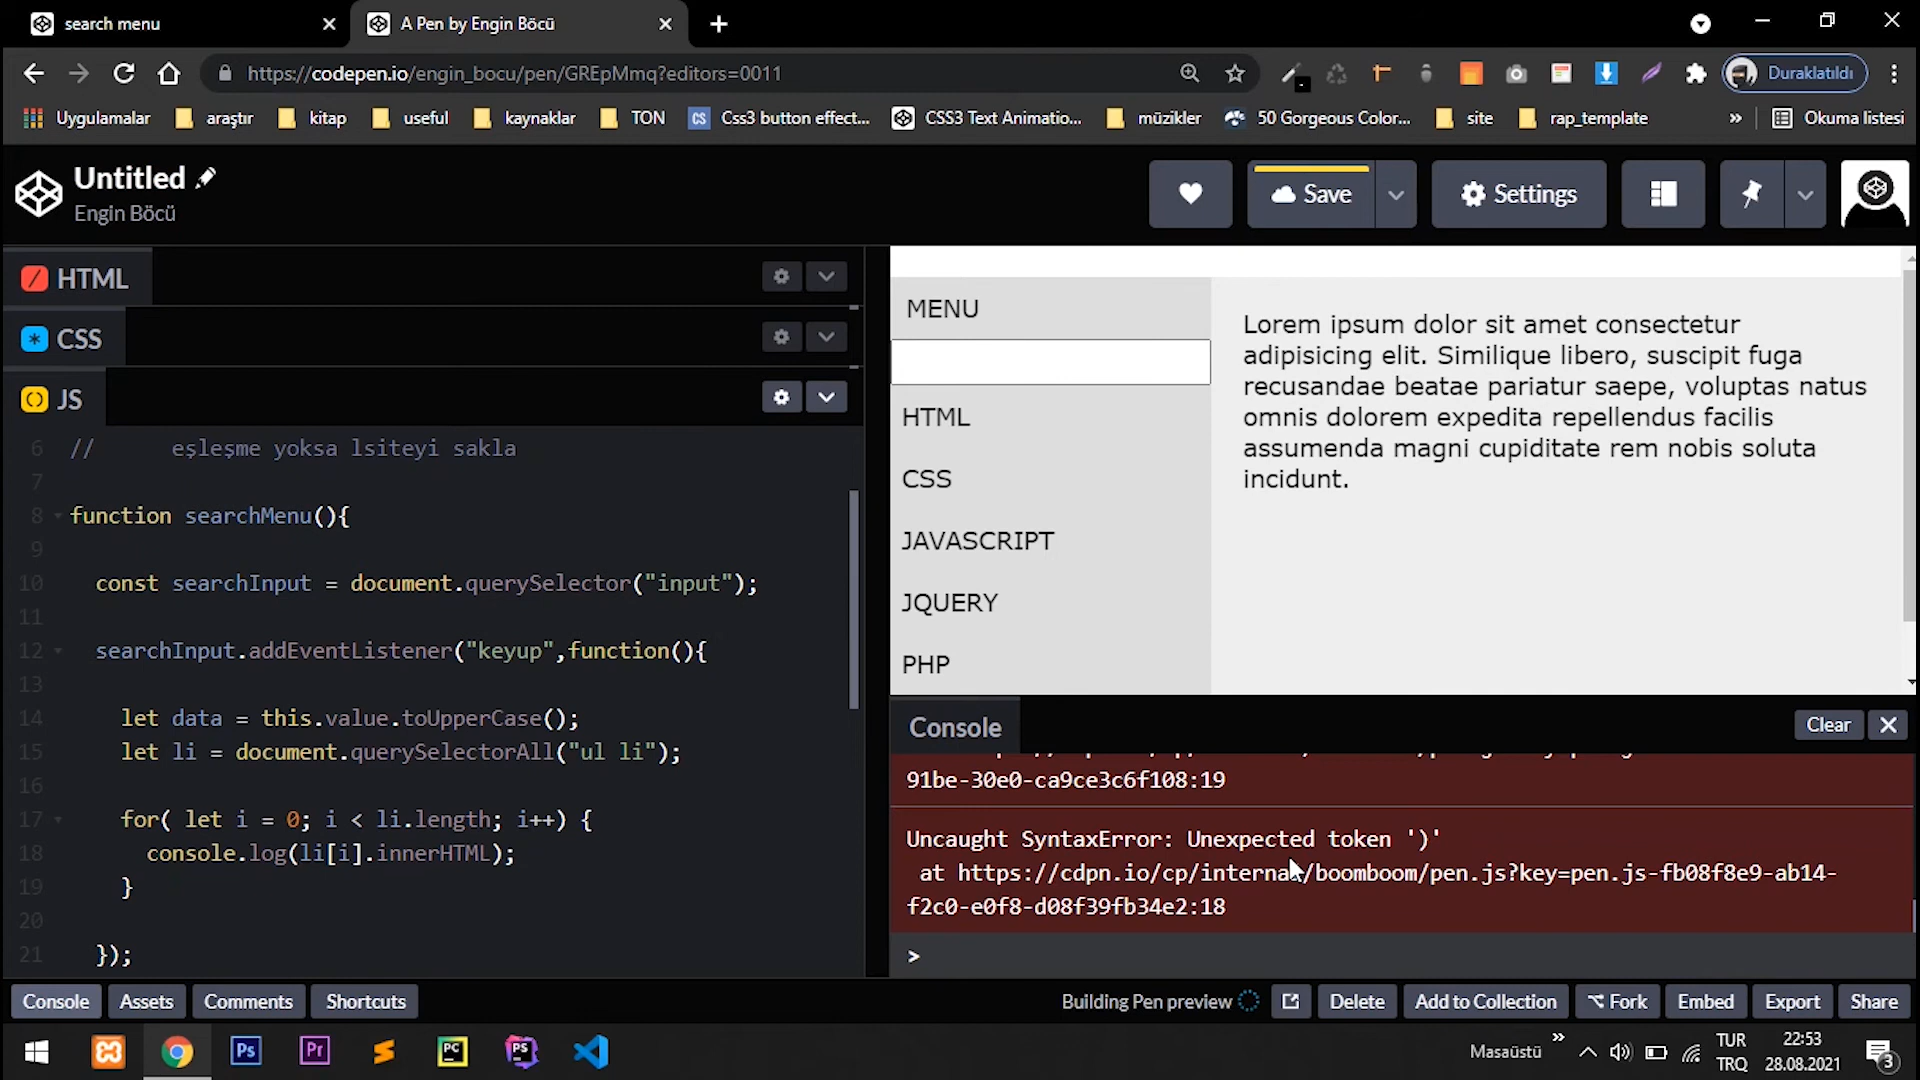 search menu
A Pen by Engin Böcü
https://codepen.io/engin_bocu/pen/GREpMmq?editors=0011
Duraklatıldı
Uygulamalar
araştır
kitap
useful
kaynaklar
TON
CS
Css3 button effect...
CSS3 Text Animatio...
müzikler
50 Gorgeous Color...
site
rap_template
»
Okuma listesi
Untitled
Engin Böcü
Save
Settings
HTML
CSS
JS
6 // eşleşme yoksa lsiteyi sakla
7
8 function searchMenu(){
9
10 const searchInput = document.querySelector("input");
11
12 searchInput.addEventListener("keyup",function(){
13
14 let data = this.value.toUpperCase();
15 let li = document.querySelectorAll("ul li");
16
17 for( let i = 0; i < li.length; i++) {
18 console.log(li[i].innerHTML);
19 }
20
21 });
MENU
HTML
CSS
JAVASCRIPT
JQUERY
PHP
Lorem ipsum dolor sit amet consectetur
adipisicing elit. Similique libero, suscipit fuga
recusandae beatae pariatur saepe, voluptas natus
omnis dolorem expedita repellendus facilis
assumenda magni cupiditate rem nobis soluta
incidunt.
Console
Clear
91be-30e0-ca9ce3c6f108:19
Uncaught SyntaxError: Unexpected token ')'
at https://cdpn.io/cp/internal/boomboom/pen.js?key=pen.js-fb08f8e9-ab14-
f2c0-e0f8-d08f39fb34e2:18
>
Console
Assets
Comments
Shortcuts
Building Pen preview
Delete
Add to Collection
Fork
Embed
Export
Share
Ps
Pr
PC
PS
Masaüstü
»
TUR
TRQ
22:53
28.08.2021
3